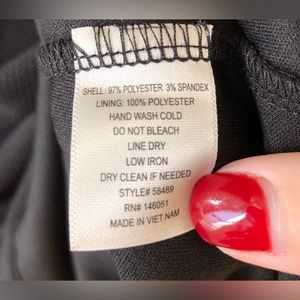 SHELL: 97% POLYESTER 3% SPANDEX
LINING: 100% POLYESTER
HAND WASH COLD
DO NOT BLEACH
LINE DRY
LOW IRON
DRY CLEAN IF NEEDED
STYLE# 58489
RN# 146051
MADE IN VIET NAM